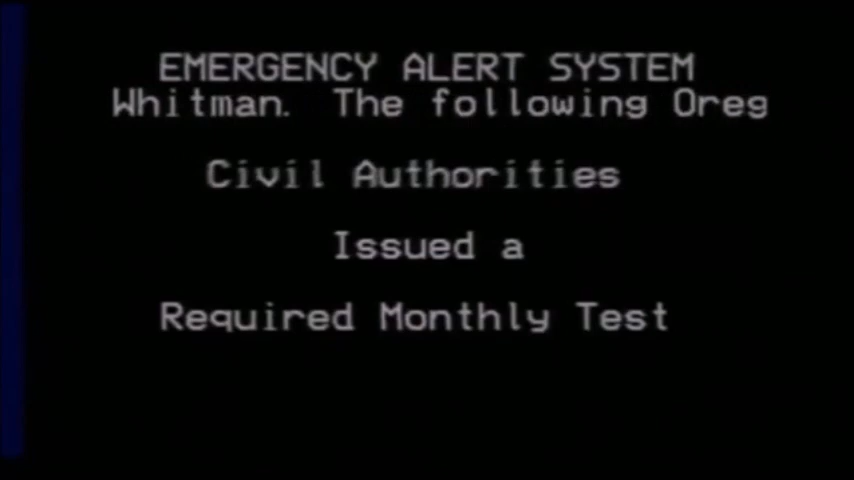 EMERGENCY ALERT SYSTEM
Whitman.  The following Oreg
Civil Authorities
Issued a
Required Monthly Test